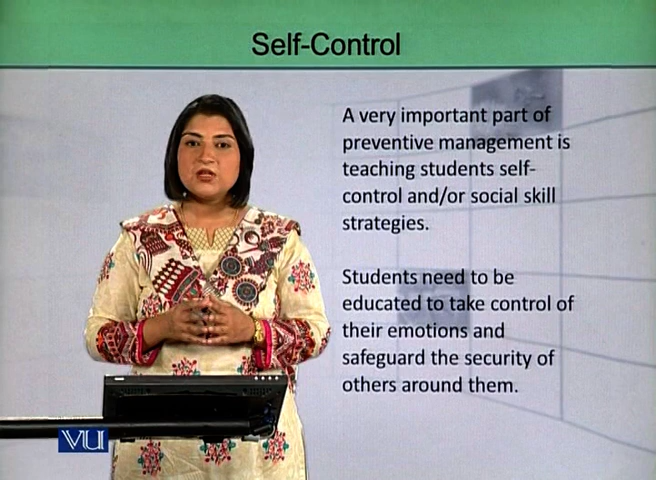 Self-Control
A very important part of
preventive management is
teaching students self-
control and/or social skill
strategies.
Students need to be
educated to take control of
their emotions and
safeguard the security of
others around them.
VU